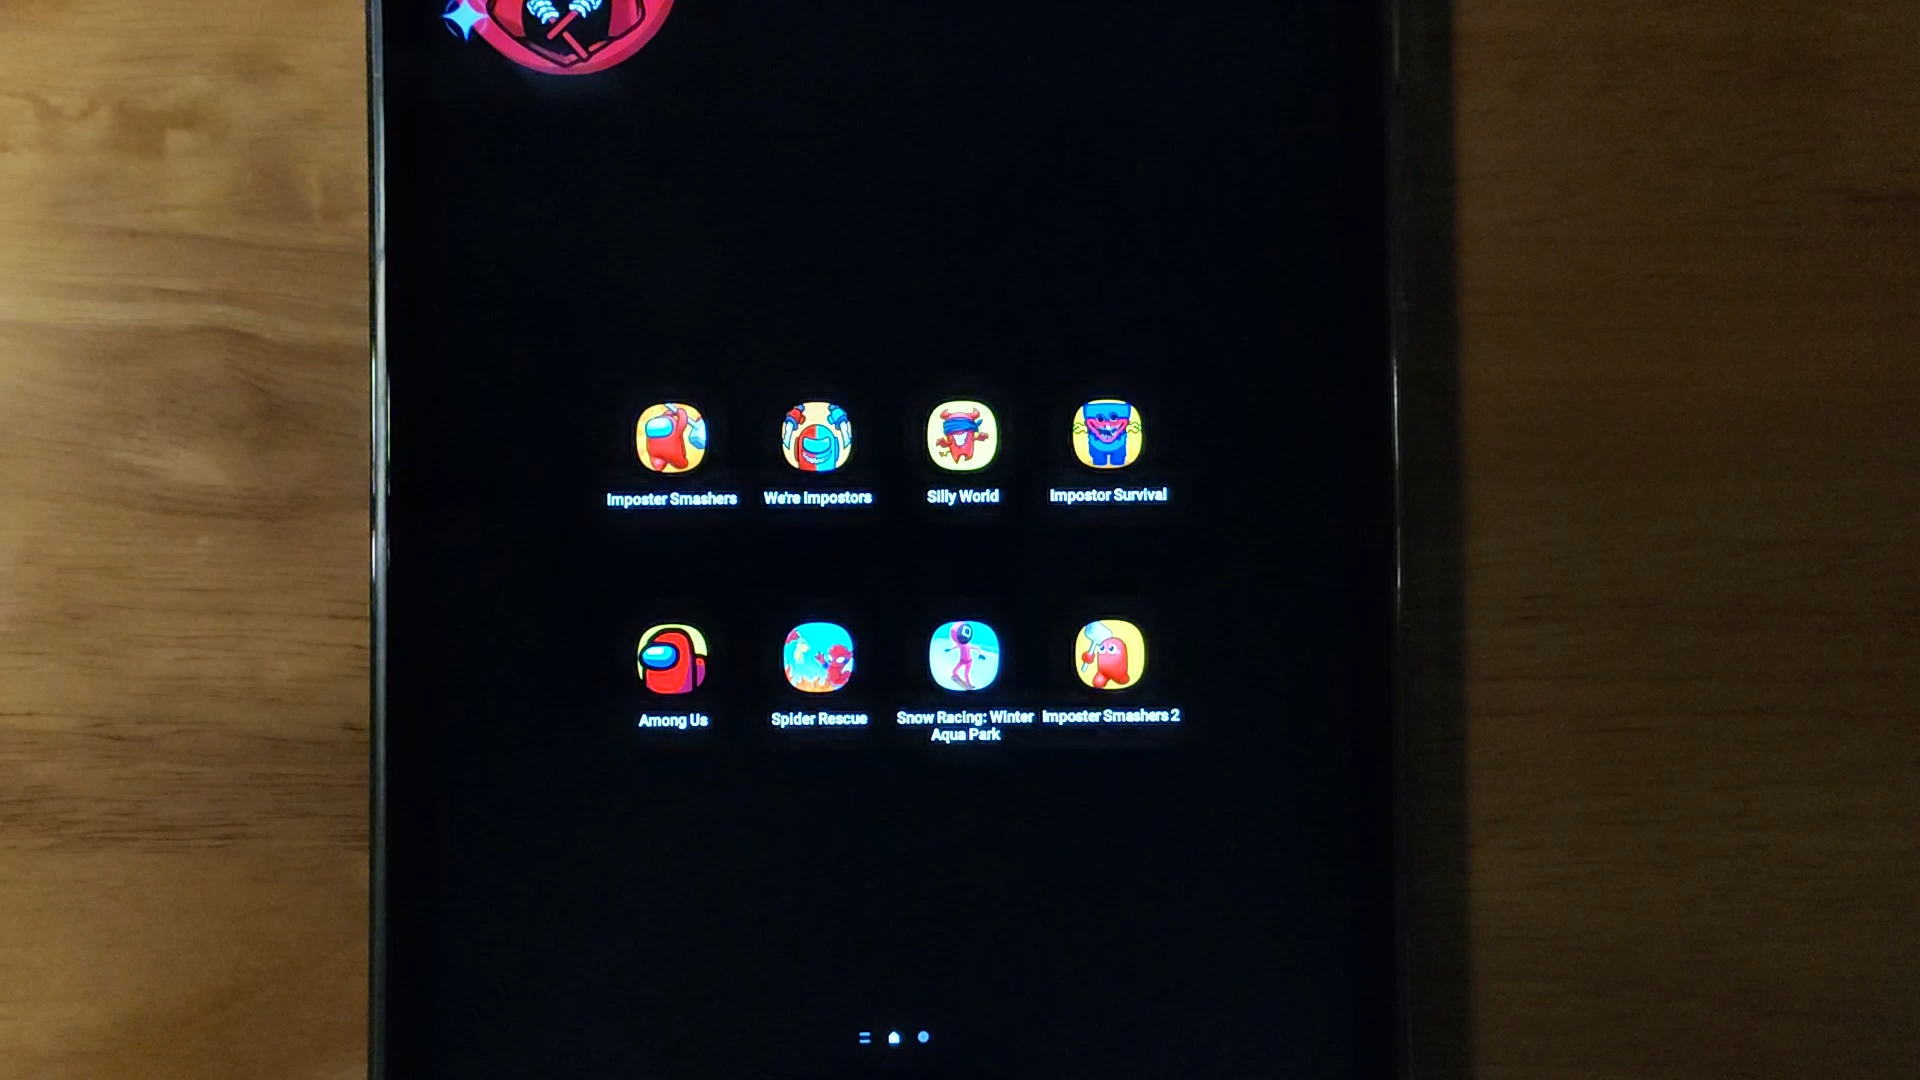 Imposter Smashers
We're Impostors
Silly World
Impostor Survival
Among Us
Spider Rescue
Snow Racing: Winter
Aqua Park
Imposter Smashers 2